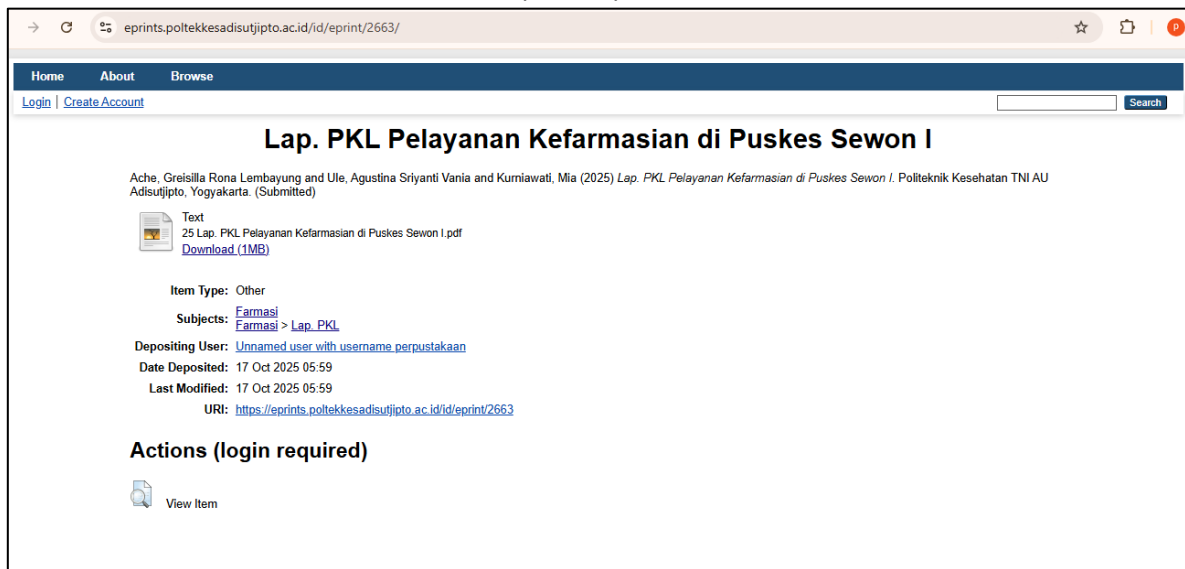 eprints.poltekkesadisutjipto.ac.id/id/eprint/2663/
P
Home About Browse
Login | Create Account
Search
Lap. PKL Pelayanan Kefarmasian di Puskes Sewon I
Ache, Greisilla Rona Lembayung and Ule, Agustina Sriyanti Vania and Kurniawati, Mia (2025) Lap. PKL Pelayanan Kefarmasian di Puskes Sewon I. Politeknik Kesehatan TNI AU
Adisutjipto, Yogyakarta. (Submitted)
Text
25 Lap. PKL Pelayanan Kefarmasian di Puskes Sewon I.pdf
Download (1MB)
Item Type: Other
Subjects: Farmasi
Farmasi > Lap. PKL
Depositing User: Unnamed user with username perpustakaan
Date Deposited: 17 Oct 2025 05:59
Last Modified: 17 Oct 2025 05:59
URI: https://eprints.poltekkesadisutjipto.ac.id/id/eprint/2663
Actions (login required)
View Item